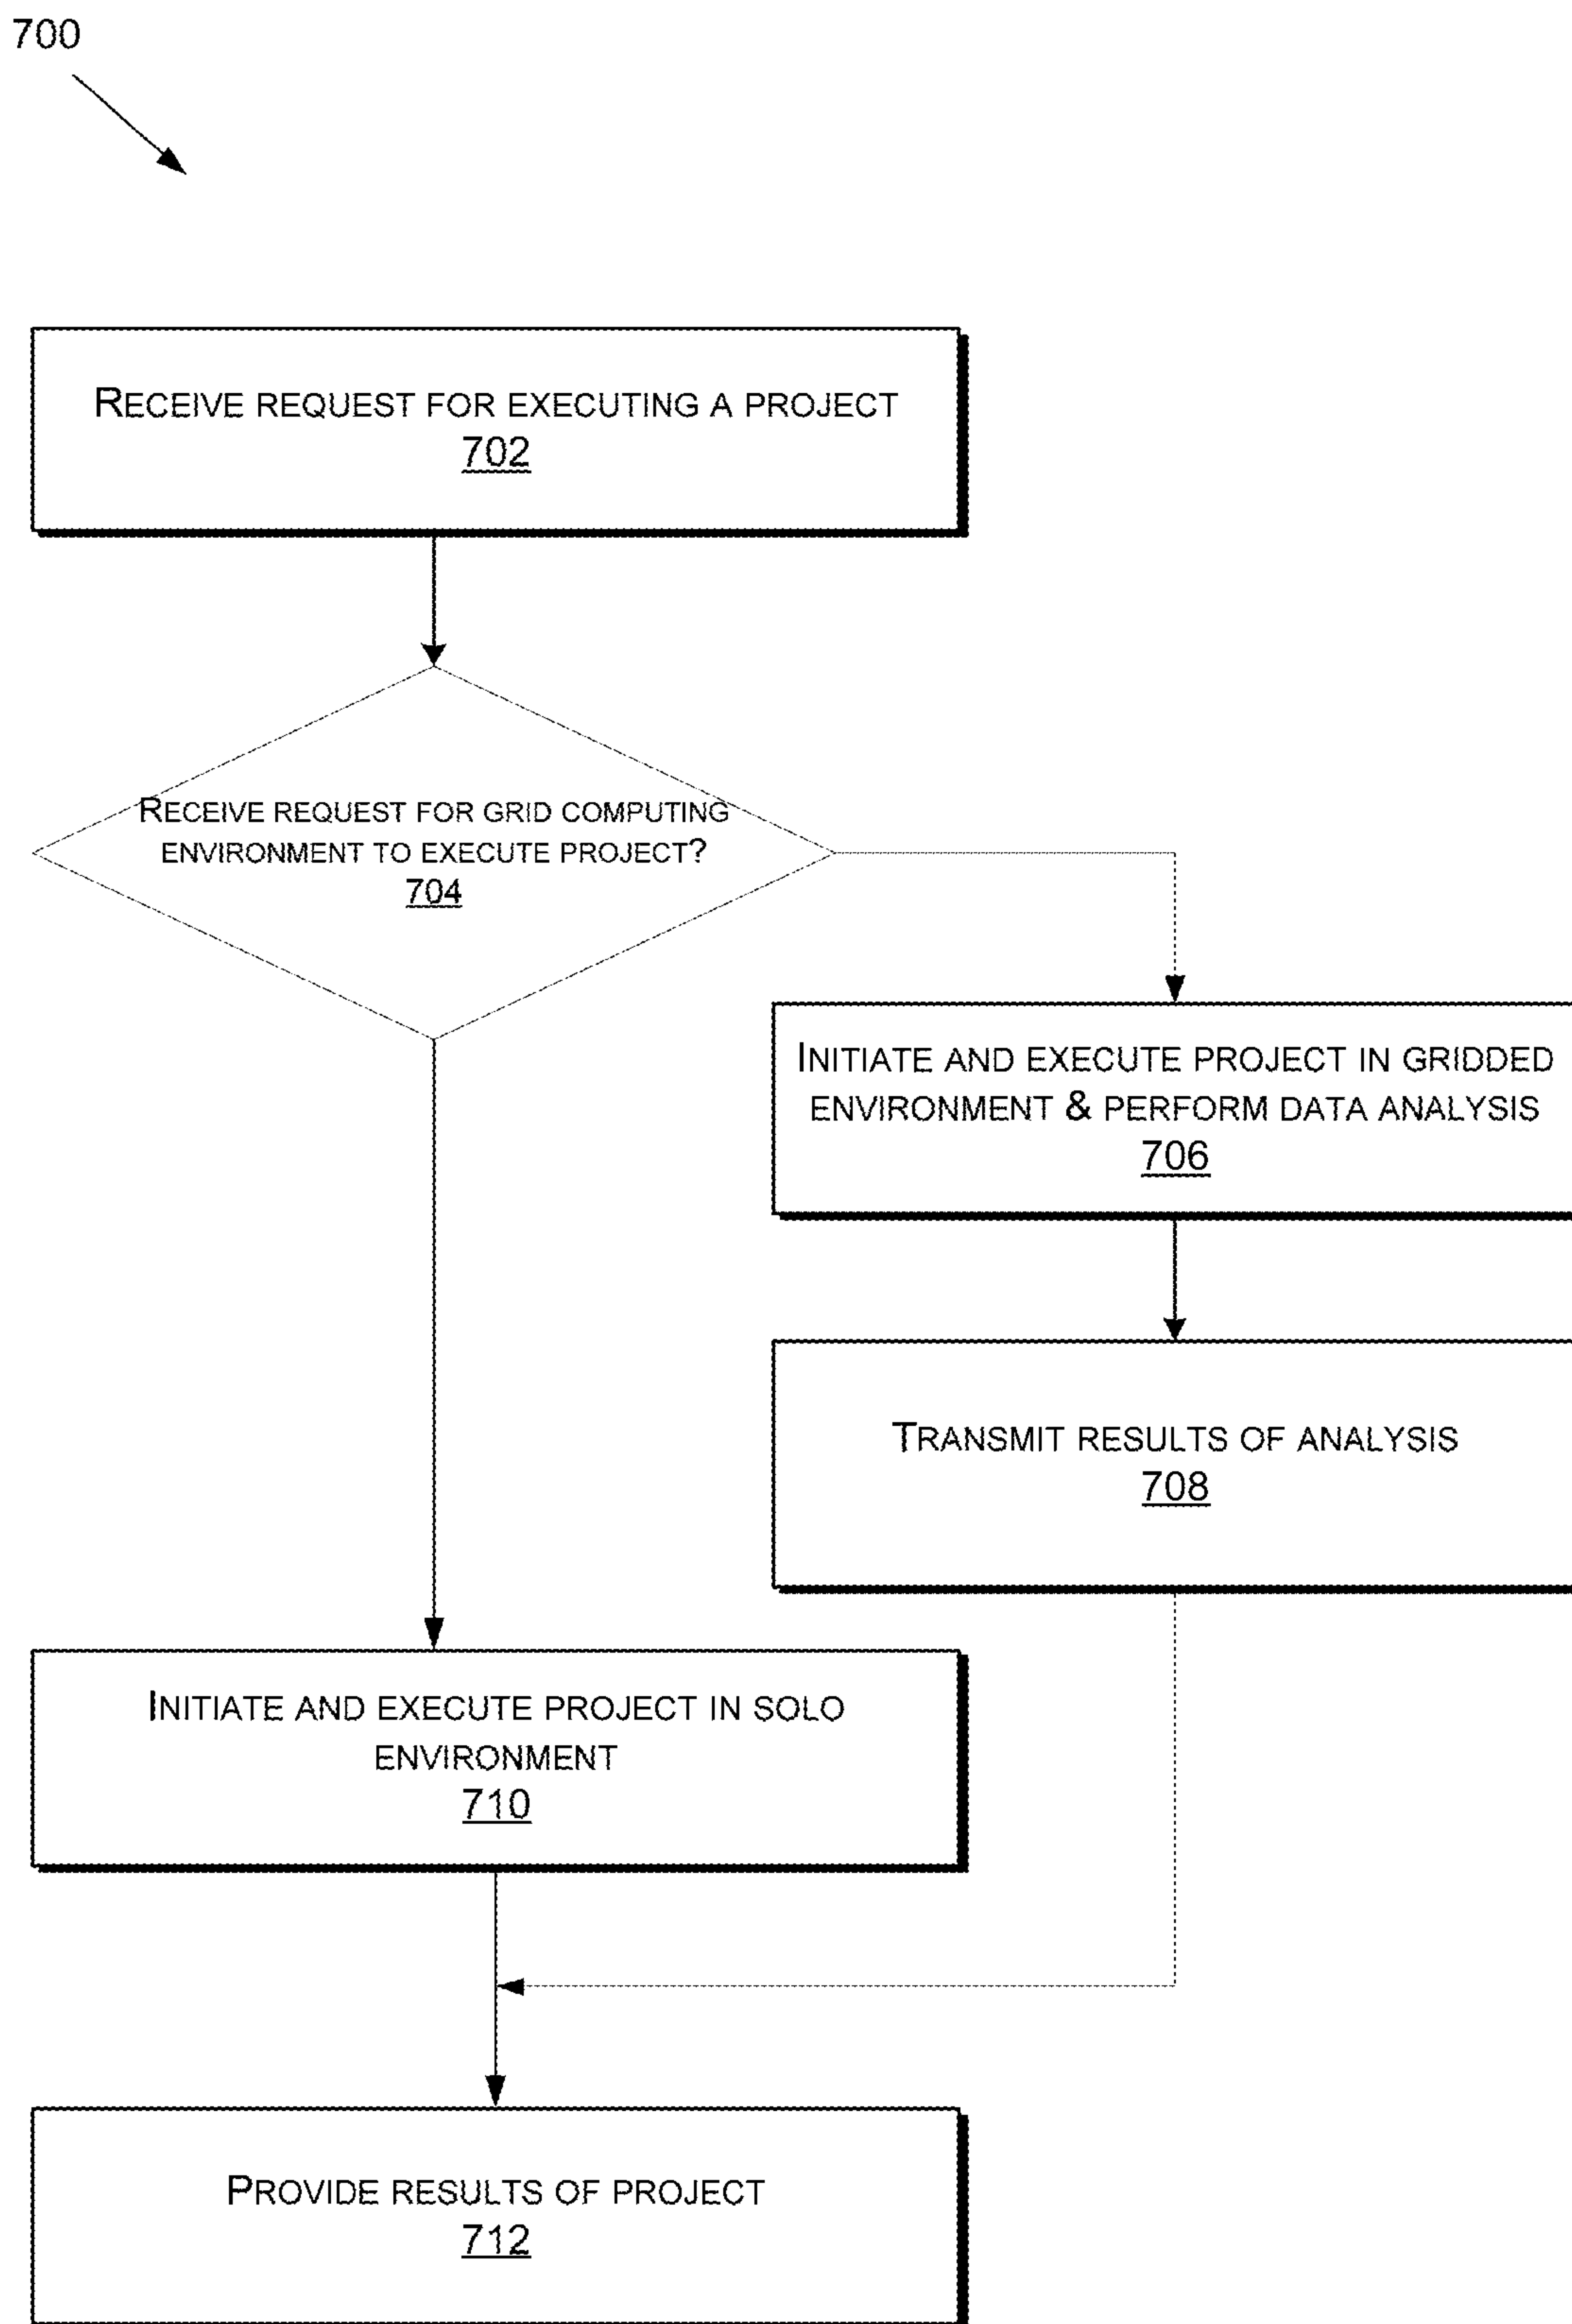 700
RECEIVE REQUEST FOR EXECUTING A PROJECT
702
RECEIVE REQUEST FOR GRID COMPUTING
ENVIRONMENT TO EXECUTE PROJECT?
704
INITIATE AND EXECUTE PROJECT IN GRIDDED
ENVIRONMENT & PERFORM DATA ANALYSIS
706
TRANSMIT RESULTS OF ANALYSIS
708
INITIATE AND EXECUTE PROJECT IN SOLO
ENVIRONMENT
710
PROVIDE RESULTS OF PROJECT
712